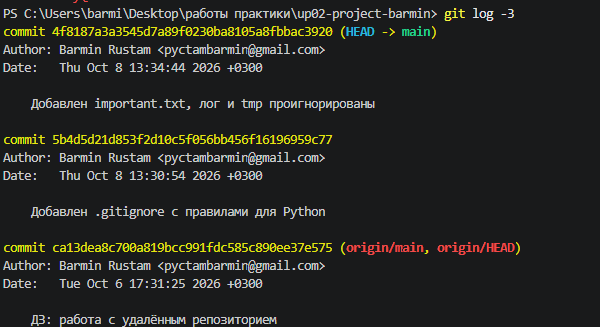 PS C:\Users\barmi\Desktop\работы практики\up02-project-barmin> git log -3
commit 4f8187a3a3545d7a89f0230ba8105a8fbbac3920 (HEAD -> main)
Author: Barmin Rustam <pyctambarmin@gmail.com>
Date:   Thu Oct 8 13:34:44 2026 +0300
Добавлен important.txt, лог и tmp проигнорированы
commit 5b4d5d21d853f2d10c5f056bb456f16196959c77
Author: Barmin Rustam <pyctambarmin@gmail.com>
Date:   Thu Oct 8 13:30:54 2026 +0300
Добавлен .gitignore с правилами для Python
commit ca13dea8c700a819bcc991fdc585c890ee37e575 (origin/main, origin/HEAD)
Author: Barmin Rustam <pyctambarmin@gmail.com>
Date:   Tue Oct 6 17:31:25 2026 +0300
ДЗ: работа с удалённым репозиторием